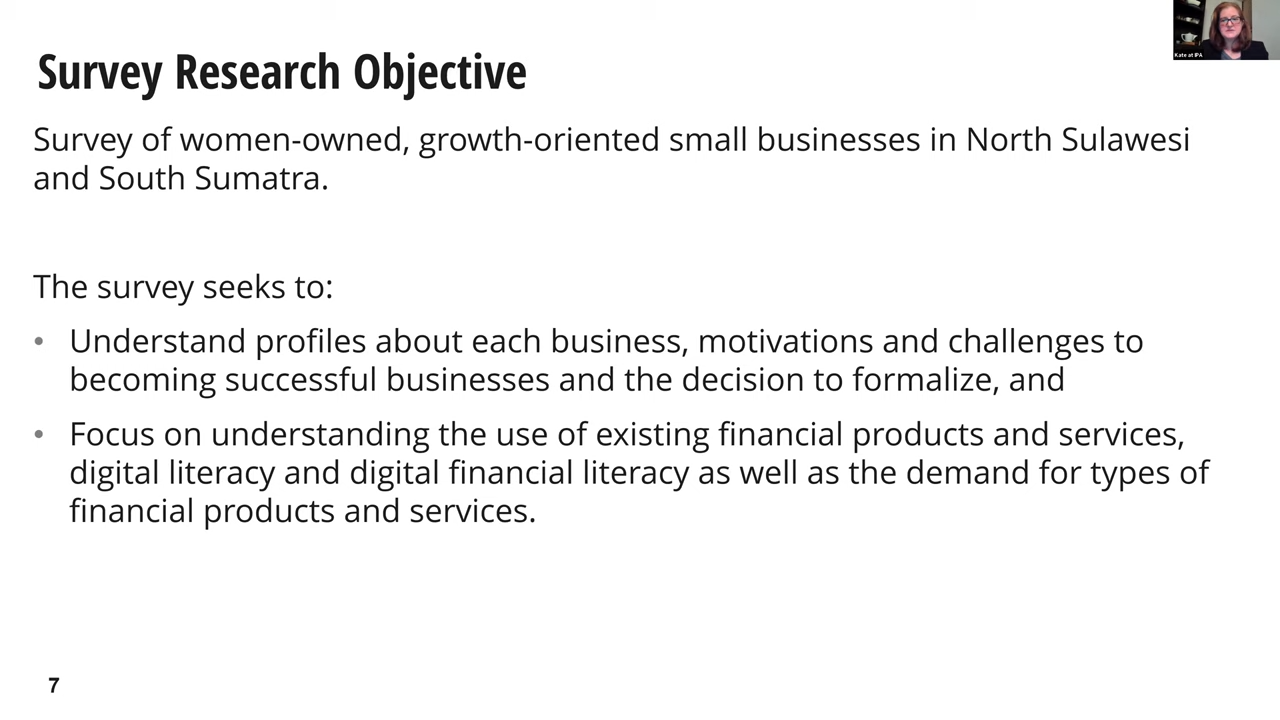 Kate at IPA
Survey Research Objective
Survey of women-owned, growth-oriented small businesses in North Sulawesi
and South Sumatra.
The survey seeks to:
• Understand profiles about each business, motivations and challenges to
becoming successful businesses and the decision to formalize, and
• Focus on understanding the use of existing financial products and services,
digital literacy and digital financial literacy as well as the demand for types of
financial products and services.
7